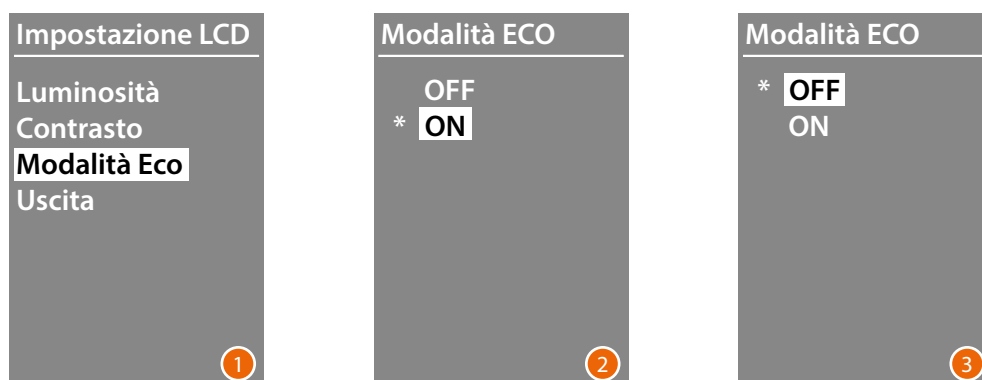 Impostazione LCD
Luminosità
Contrasto
Modalità Eco
Uscita
1
Modalità ECO
OFF
* ON
2
Modalità ECO
* OFF
ON
3